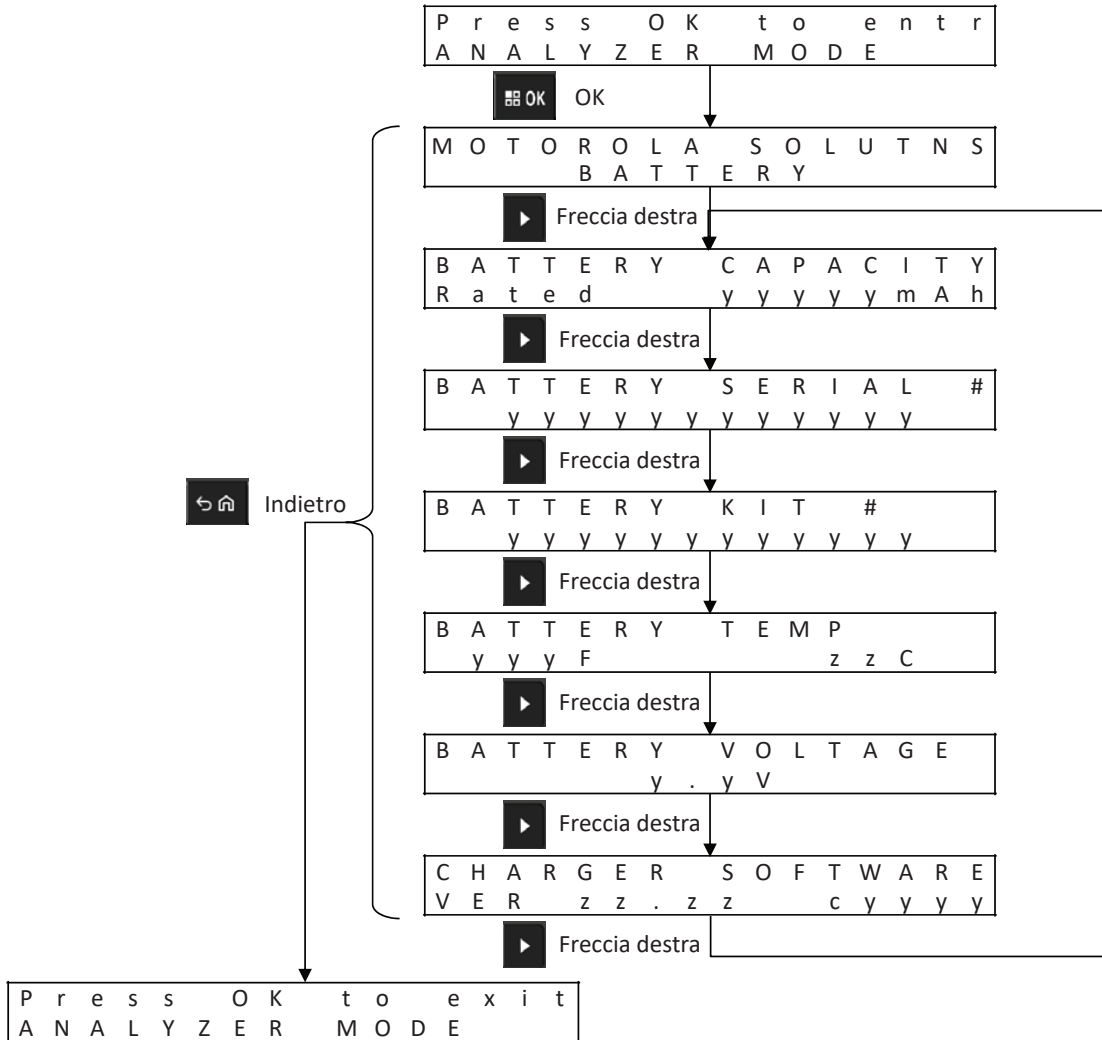 Press OK to entr
ANALYZER MODE
OK OK
MOTOROLA SOLUTNS
BATTERY
Freccia destra
BATTERY CAPACITY
Rated yyyyymAh
Freccia destra
BATTERY SERIAL #
yyyyyyyyyyyy
Freccia destra
Indietro
BATTERY KIT #
yyyyyyyyyyyy
Freccia destra
BATTERY TEMP
yyyF zzC
Freccia destra
BATTERY VOLTAGE
y.yV
Freccia destra
CHARGER SOFTWARE
VER zz.zz cyyyy
Freccia destra
Press OK to exit
ANALYZER MODE